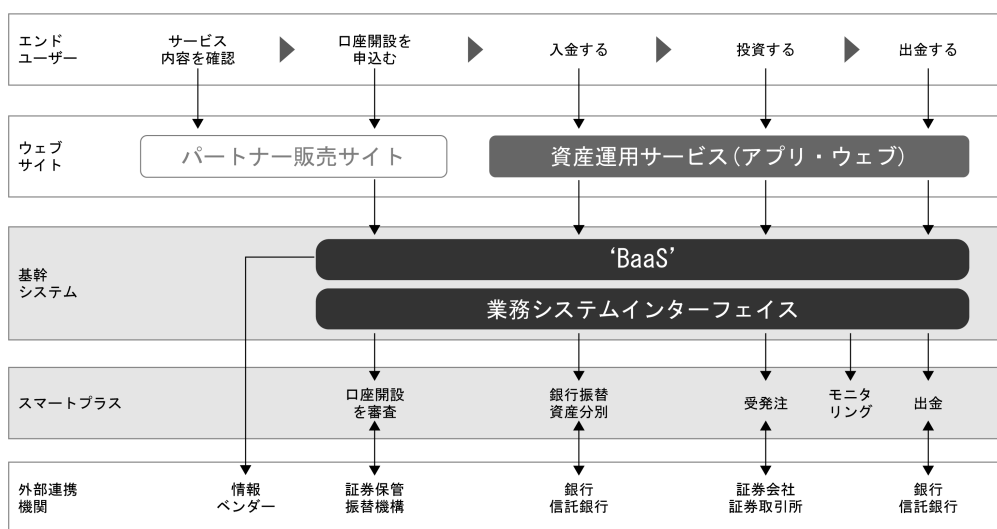 エンド
ユーザー
サービス
内容を確認
口座開設を
申込む
入金する
投資する
出金する
ウェブ
サイト
パートナー販売サイト
資産運用サービス(アプリ・ウェブ)
基幹
システム
‘BaaS’
業務システムインターフェイス
スマートプラス
口座開設
を審査
銀行振替
資産分別
受発注
モニタ
リング
出金
外部連携
機関
情報
ベンダー
証券保管
振替機構
銀行
信託銀行
証券会社
証券取引所
銀行
信託銀行